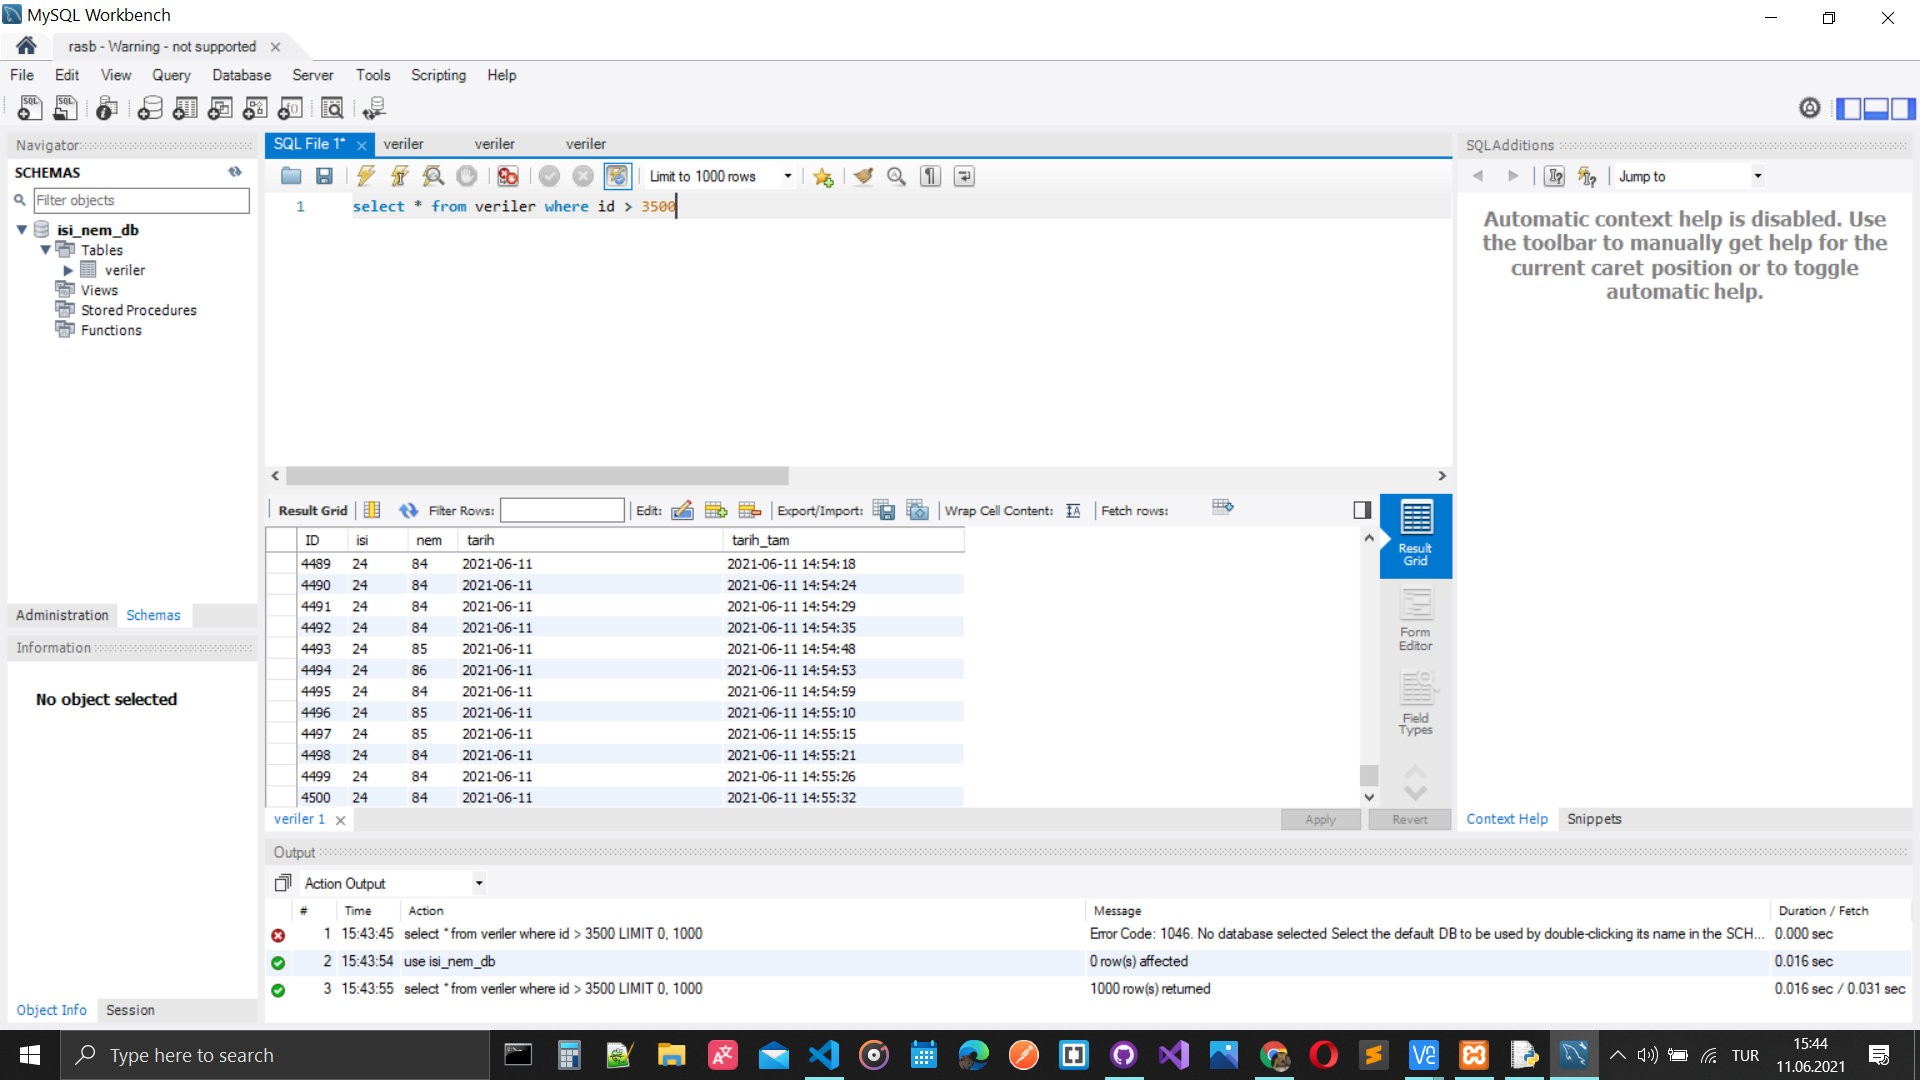 MySQL Workbench
rasb - Warning - not supported
File Edit View Query Database Server Tools Scripting Help
Navigator
SCHEMAS
Filter objects
isi_nem_db
Tables
veriler
Views
Stored Procedures
Functions
Administration Schemas
Information
No object selected
Object Info Session
SQL File 1* veriler veriler veriler
Limit to 1000 rows
1 select * from veriler where id > 3500
Result Grid Filter Rows: Edit: Export/Import: Wrap Cell Content: Fetch rows:
ID isi nem tarih tarih_tam
4489 24 84 2021-06-11 2021-06-11 14:54:18
4490 24 84 2021-06-11 2021-06-11 14:54:24
4491 24 84 2021-06-11 2021-06-11 14:54:29
4492 24 84 2021-06-11 2021-06-11 14:54:35
4493 24 85 2021-06-11 2021-06-11 14:54:48
4494 24 86 2021-06-11 2021-06-11 14:54:53
4495 24 84 2021-06-11 2021-06-11 14:54:59
4496 24 85 2021-06-11 2021-06-11 14:55:10
4497 24 85 2021-06-11 2021-06-11 14:55:15
4498 24 84 2021-06-11 2021-06-11 14:55:21
4499 24 84 2021-06-11 2021-06-11 14:55:26
4500 24 84 2021-06-11 2021-06-11 14:55:32
Result
Grid
Form
Editor
Field
Types
veriler 1 Apply Revert
SQLAdditions
Jump to
Automatic context help is disabled. Use
the toolbar to manually get help for the
current caret position or to toggle
automatic help.
Context Help Snippets
Output
Action Output
# Time Action Message Duration / Fetch
1 15:43:45 select * from veriler where id > 3500 LIMIT 0, 1000 Error Code: 1046. No database selected Select the default DB to be used by double-clicking its name in the SCH... 0.000 sec
2 15:43:54 use isi_nem_db 0 row(s) affected 0.016 sec
3 15:43:55 select * from veriler where id > 3500 LIMIT 0, 1000 1000 row(s) returned 0.016 sec / 0.031 sec
Type here to search
TUR
15:44
11.06.2021